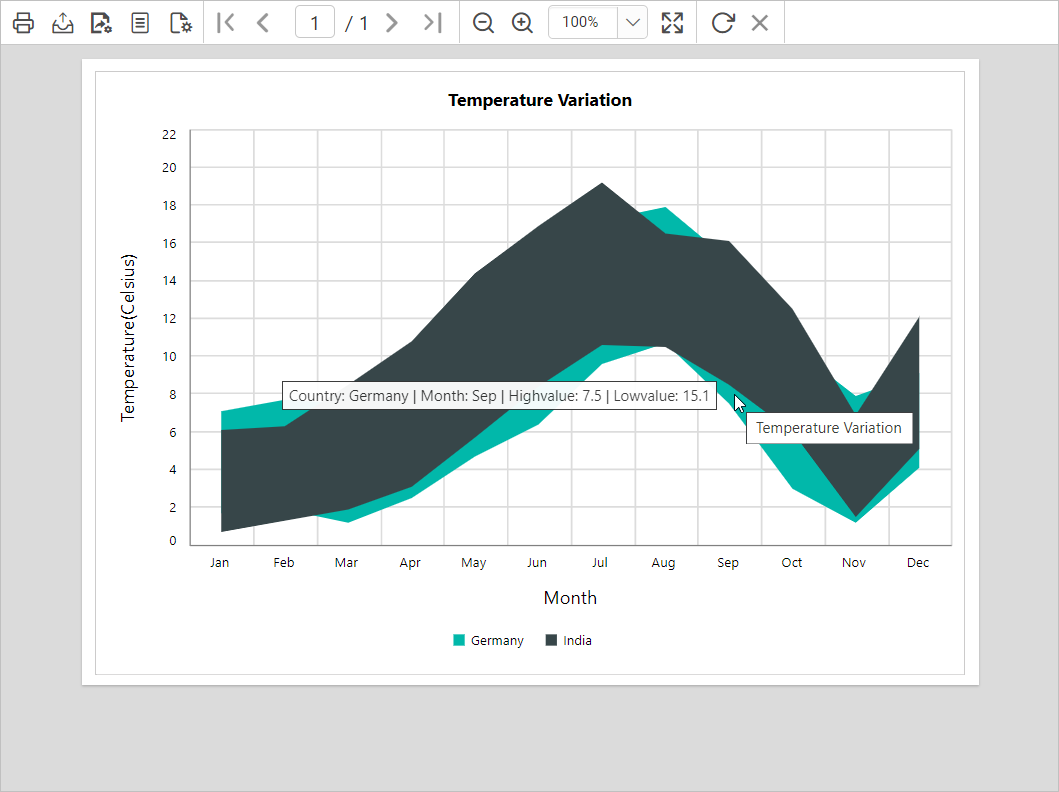 1 / 1 100%
Temperature Variation
22
20
18
16
14
12
10
8
6
4
2
0
Temperature(Celsius)
Country: Germany | Month: Sep | Highvalue: 7.5 | Lowvalue: 15.1
Temperature Variation
Jan Feb Mar Apr May Jun Jul Aug Sep Oct Nov Dec
Month
Germany India